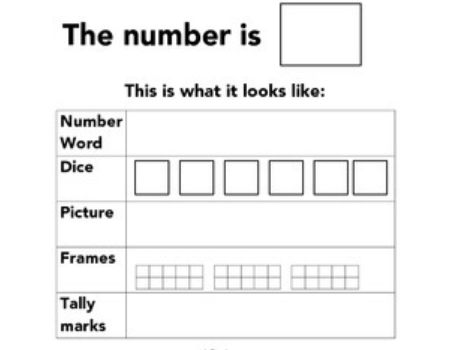 The number is
This is what it looks like:
Number
Word
Dice
Picture
Frames
Tally
marks